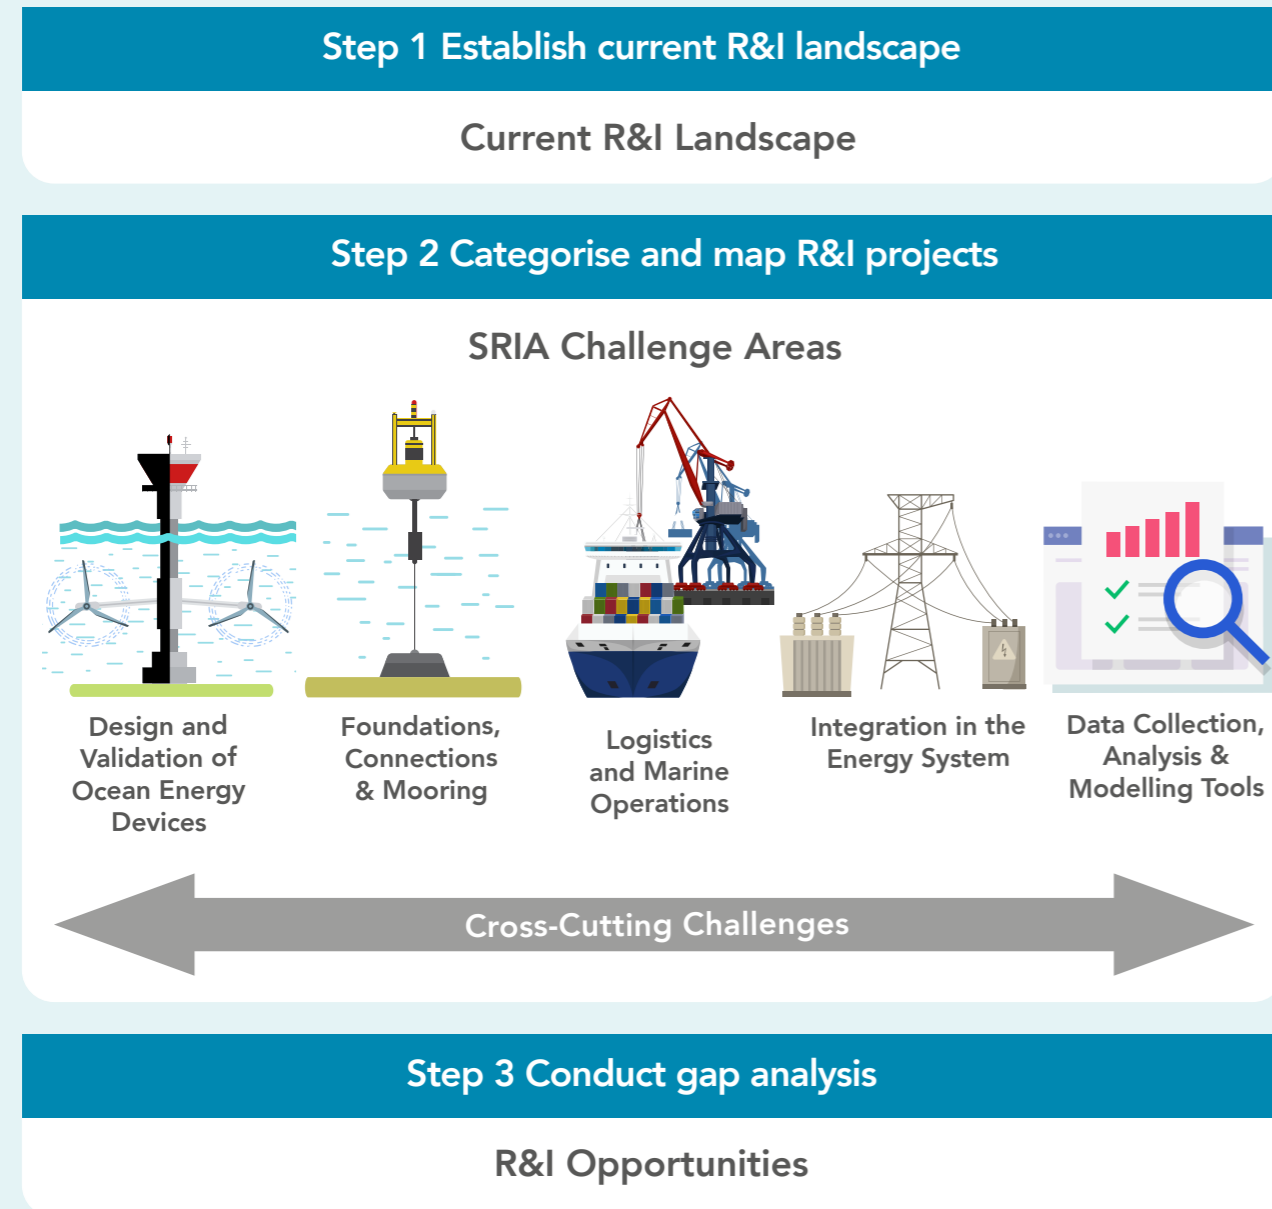 Step 1 Establish current R&I landscape
Current R&I Landscape
Step 2 Categorise and map R&I projects
SRIA Challenge Areas
Design and
Validation of
Ocean Energy
Devices
Foundations,
Connections
& Mooring
Logistics
and Marine
Operations
Integration in the
Energy System
Data Collection,
Analysis &
Modelling Tools
Cross-Cutting Challenges
Step 3 Conduct gap analysis
R&I Opportunities